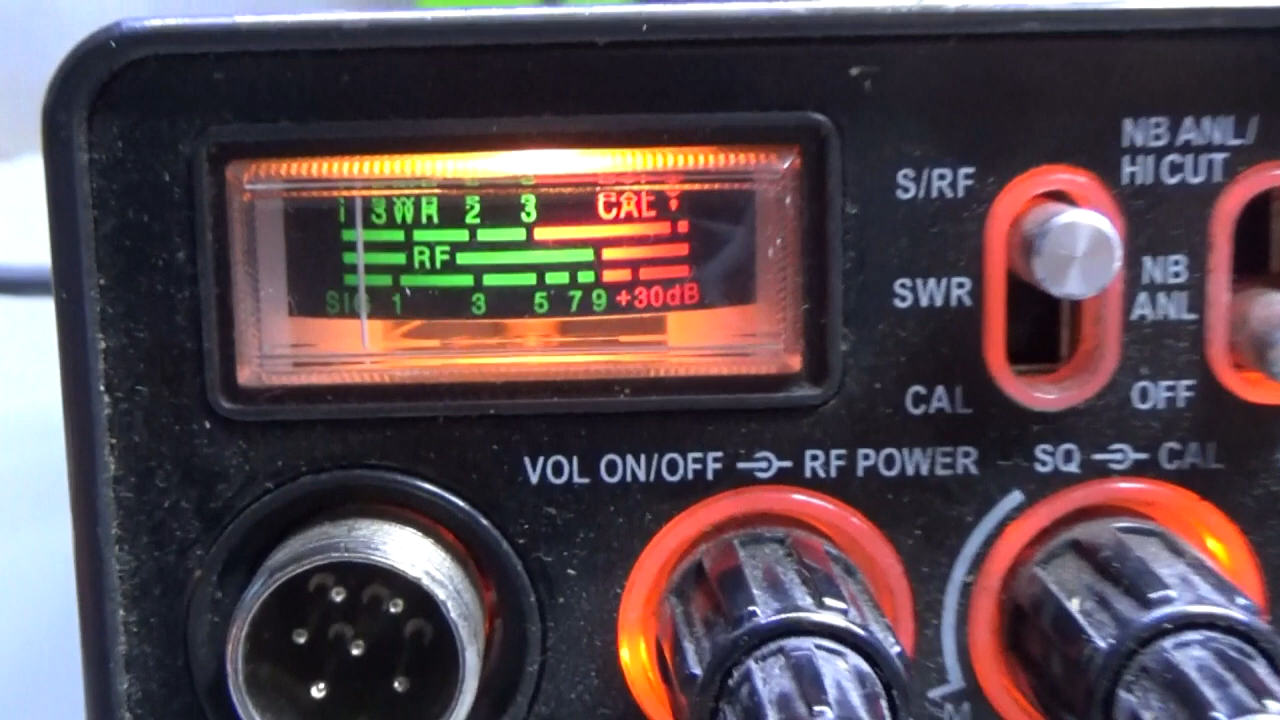 1 SWR 2 3 CAL
RF
SIG 1 3 5 7 9 +30dB
S/RF
SWR
CAL
NB ANL/
HI CUT
NB
ANL
OFF
VOL ON/OFF RF POWER
SQ CAL